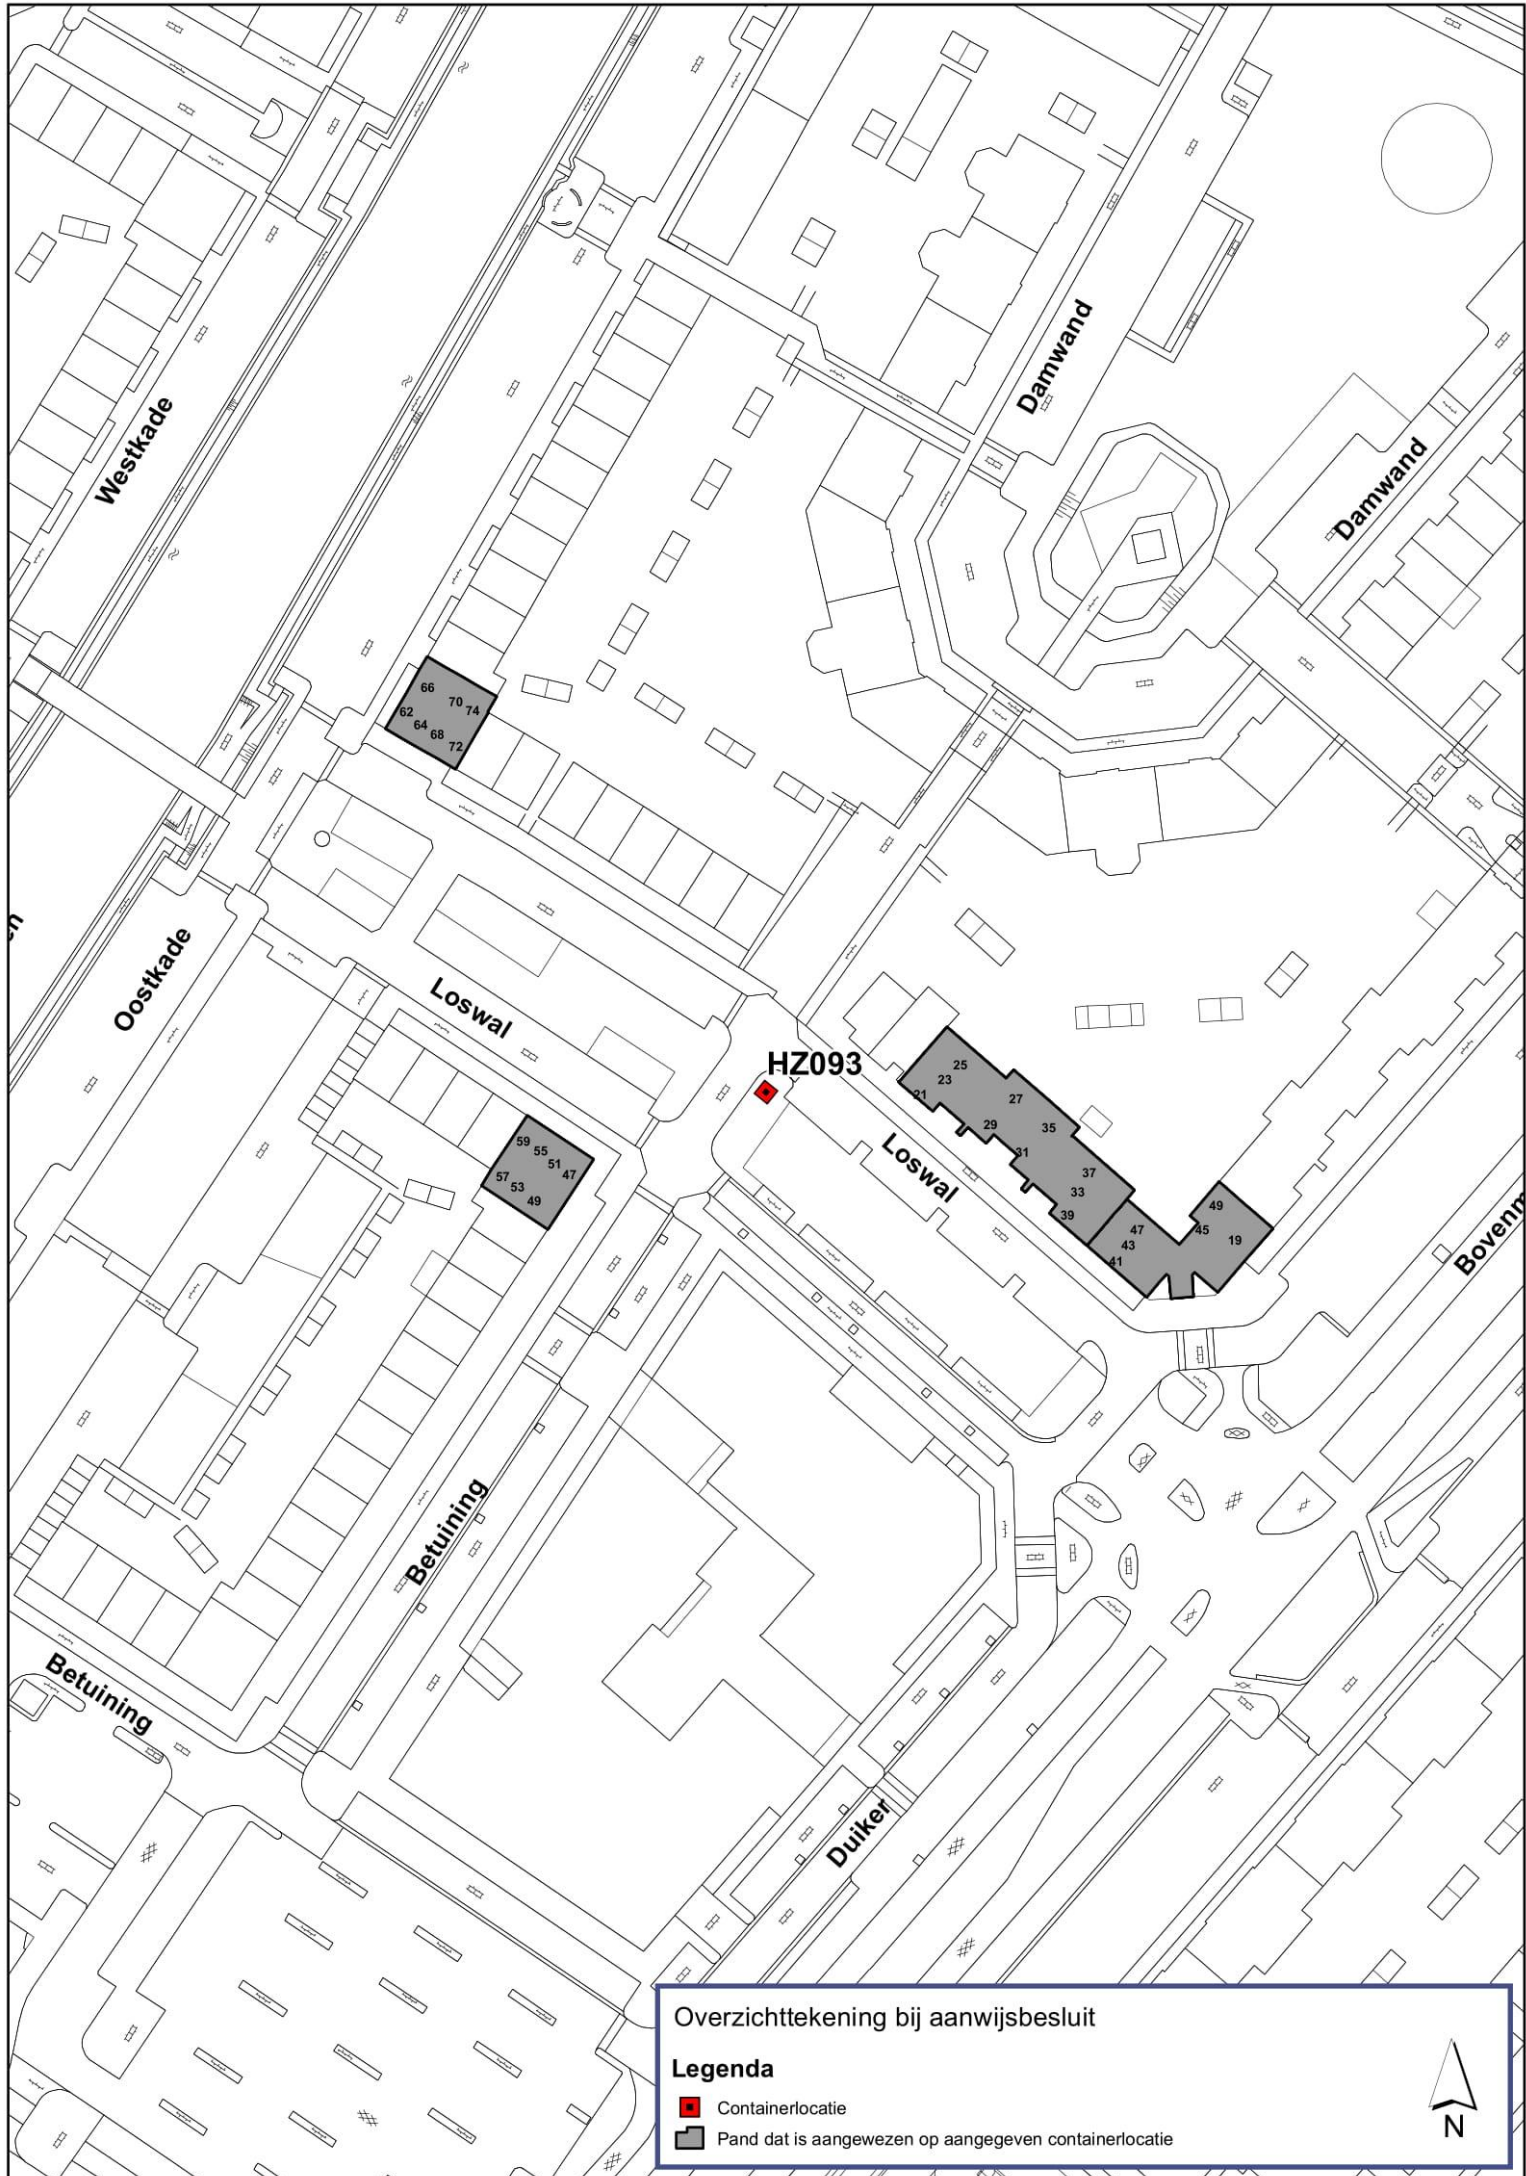 Damwand
Westkade
Damwand
66
70
74
62
64
68
72
Oostkade
Loswal
HZ093
25
23
21
27
29
35
31
37
33
39
Loswal
47
43
41
49
45
19
59
55
51
47
57
53
49
Bovenm
Betuining
Betuining
Duiker
Overzichttekening bij aanwijsbesluit
Legenda
Containerlocatie
Pand dat is aangewezen op aangegeven containerlocatie
N